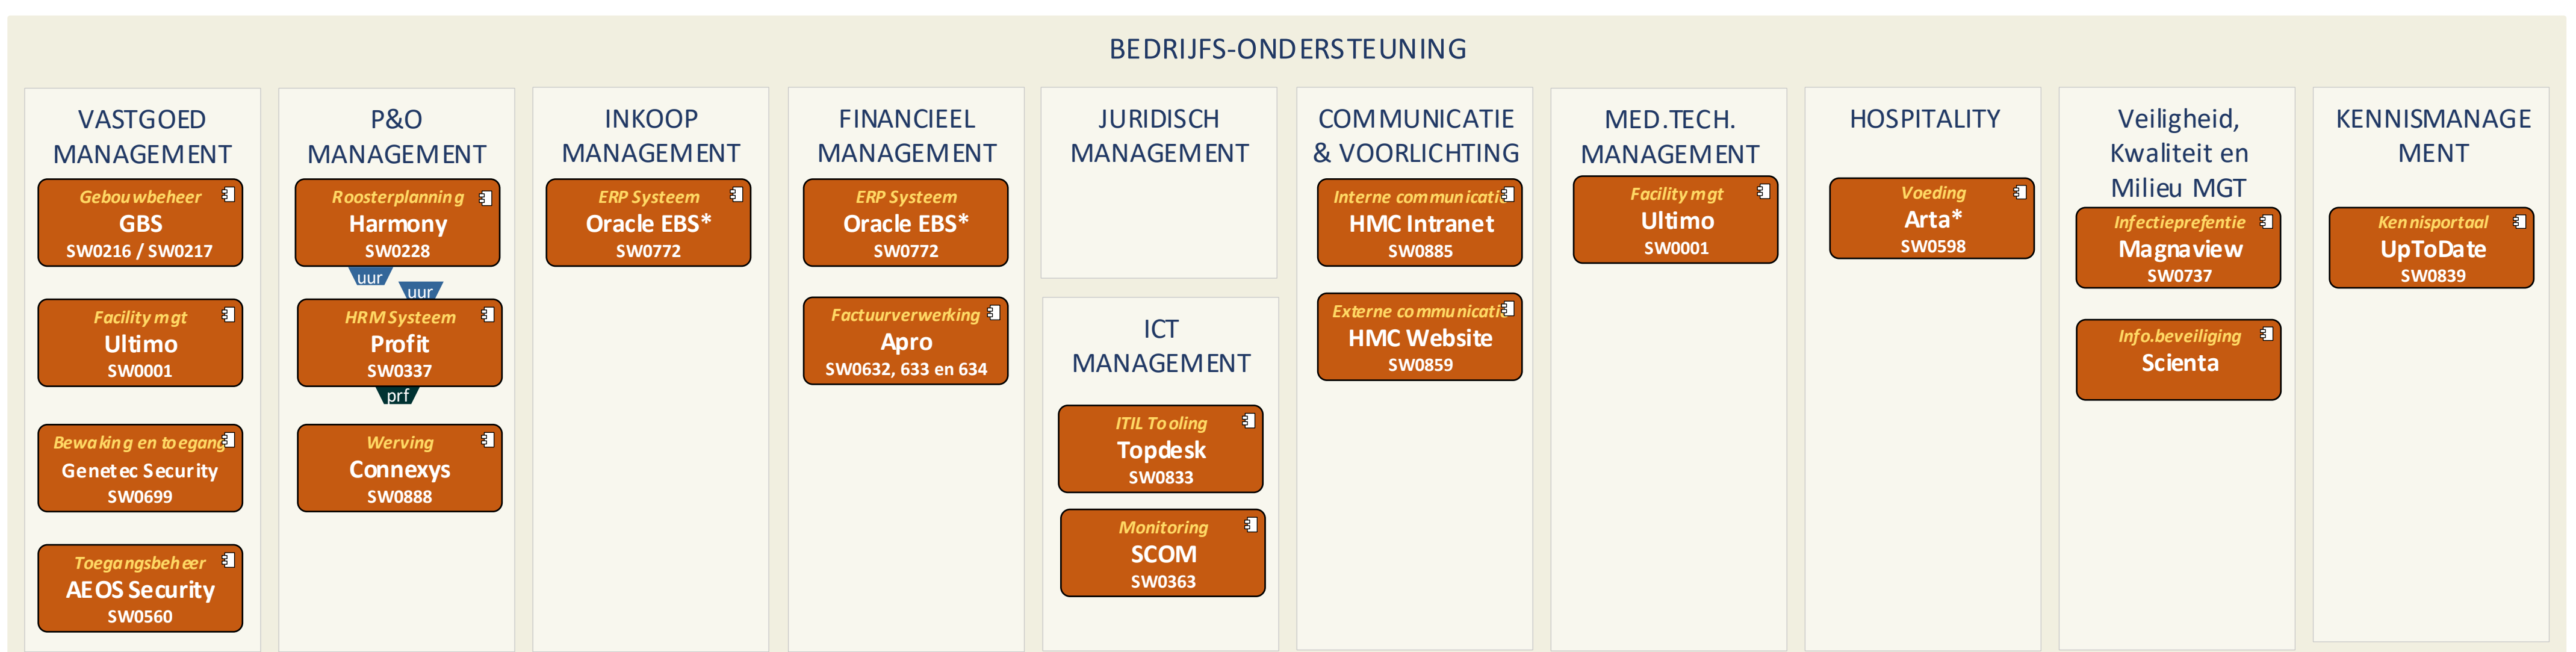 BEDRIJFS-ONDERSTEUNING
VASTGOED
MANAGEMENT
Gebouwbeheer
GBS
SW0216 / SW0217
Facility mgt
Ultimo
SW0001
Bewaking en toegang
Genetec Security
SW0699
Toegangsbeheer
AEOS Security
SW0560
P&O
MANAGEMENT
Roosterplanning
Harmony
SW0228
uur
uur
HRM Systeem
Profit
SW0337
prf
Werving
Connexys
SW0888
INKOOP
MANAGEMENT
ERP Systeem
Oracle EBS*
SW0772
FINANCIEEL
MANAGEMENT
ERP Systeem
Oracle EBS*
SW0772
Factuurverwerking
Apro
SW0632, 633 en 634
JURIDISCH
MANAGEMENT
ICT
MANAGEMENT
ITIL Tooling
Topdesk
SW0833
Monitoring
SCOM
SW0363
COMMUNICATIE
& VOORLICHTING
Interne communicatie
HMC Intranet
SW0885
Externe communicatie
HMC Website
SW0859
MED.TECH.
MANAGEMENT
Facility mgt
Ultimo
SW0001
HOSPITALITY
Voeding
Arta*
SW0598
Veiligheid,
Kwaliteit en
Milieu MGT
Infectieprefentie
Magnaview
SW0737
Info.beveiliging
Scienta
KENNISMANAGE
MENT
Kennisportaal
UpToDate
SW0839